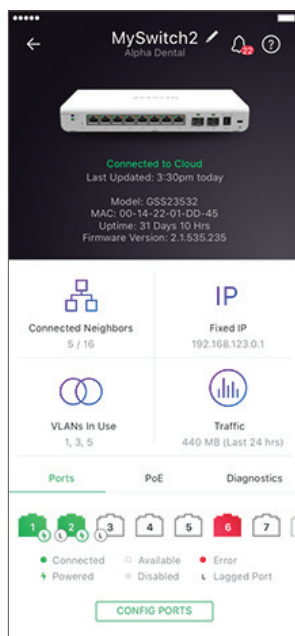 MySwitch2
Alpha Dental
22
?
Connected to Cloud
Last Updated: 3:30pm today
Model: GSS23532
MAC: 00-14-22-01-DD-45
Uptime: 31 Days 10 Hrs
Firmware Version: 2.1.535.235
IP
Connected Neighbors
Fixed IP
5 / 16
192.168.123.0.1
VLANs In Use
Traffic
1, 3, 5
440 MB (Last 24 hrs)
Ports PoE Diagnostics
1 L 2 L 3 4 5 6 7
Connected Available Error
Powered Disabled L Lagged Port
CONFIG PORTS